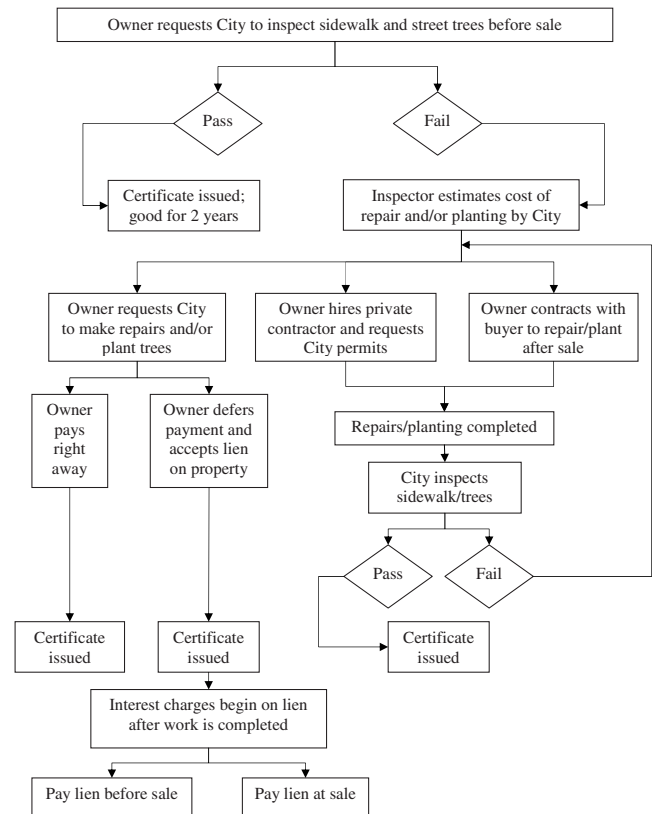 Owner requests City to inspect sidewalk and street trees before sale
Pass
Fail
Certificate issued;
good for 2 years
Inspector estimates cost of
repair and/or planting by City
Owner requests City
to make repairs and/or
plant trees
Owner hires private
contractor and requests
City permits
Owner contracts with
buyer to repair/plant
after sale
Owner
pays
right
away
Owner defers
payment and
accepts lien
on property
Repairs/planting completed
City inspects
sidewalk/trees
Pass
Fail
Certificate
issued
Certificate
issued
Certificate
issued
Interest charges begin on lien
after work is completed
Pay lien before sale
Pay lien at sale